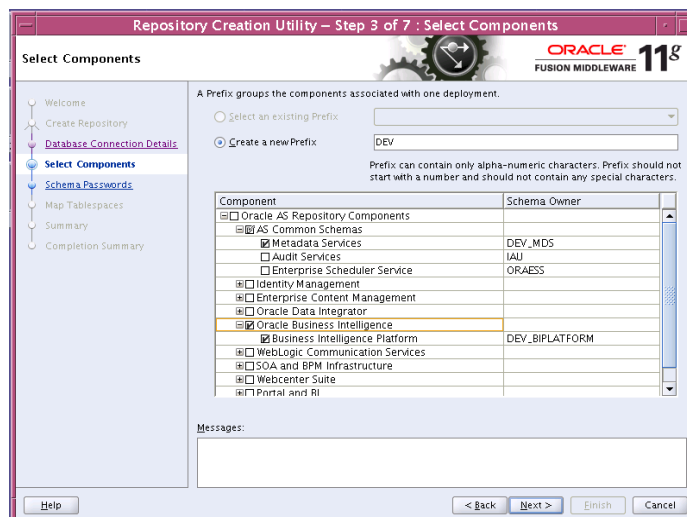 Repository Creation Utility – Step 3 of 7 : Select Components
Select Components
ORACLE
FUSION MIDDLEWARE
11g
Welcome
Create Repository
Database Connection Details
Select Components
Schema Passwords
Map Tablespaces
Summary
Completion Summary
A Prefix groups the components associated with one deployment.
Select an existing Prefix
Create a new Prefix
DEV
Prefix can contain only alpha-numeric characters. Prefix should not
start with a number and should not contain any special characters.
Component Schema Owner
Oracle AS Repository Components
AS Common Schemas
Metadata Services DEV_MDS
Audit Services IAU
Enterprise Scheduler Service ORAESS
Identity Management
Enterprise Content Management
Oracle Data Integrator
Oracle Business Intelligence
Business Intelligence Platform DEV_BIPLATFORM
WebLogic Communication Services
SOA and BPM Infrastructure
Webcenter Suite
Portal and BI
Messages:
Help
< Back
Next >
Finish
Cancel